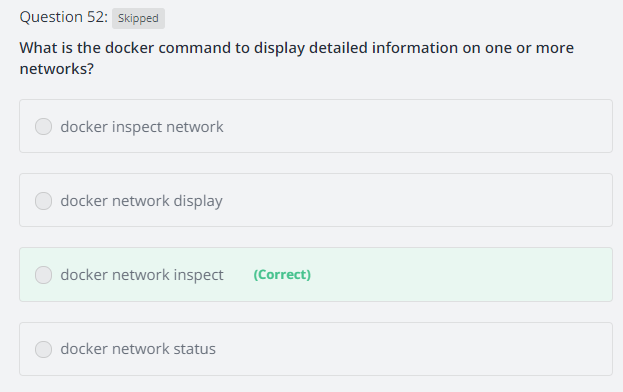 Question 52: Skipped
What is the docker command to display detailed information on one or more
networks?
docker inspect network
docker network display
docker network inspect (Correct)
docker network status